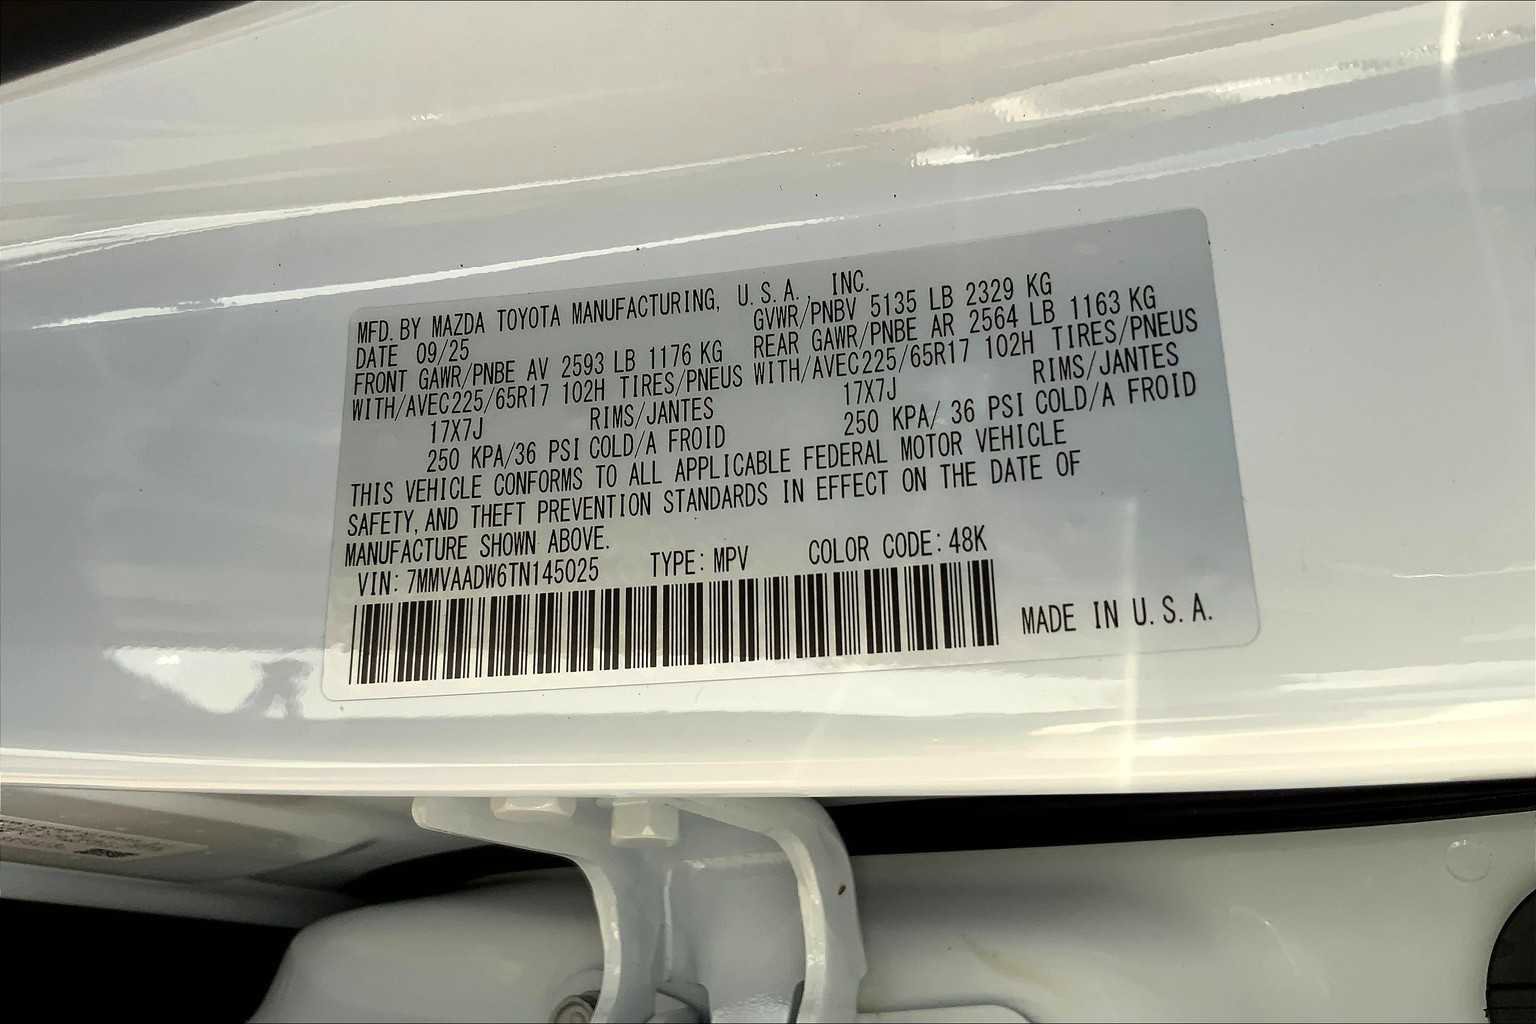 MFD. BY MAZDA TOYOTA MANUFACTURING, U.S.A., INC.
DATE 09/25 GVWR/PNBV 5135 LB 2329 KG
FRONT GAWR/PNBE AV 2593 LB 1176 KG REAR GAWR/PNBE AR 2564 LB 1163 KG
WITH/AVEC225/65R17 102H TIRES/PNEUS WITH/AVEC225/65R17 102H TIRES/PNEUS
17X7J RIMS/JANTES 17X7J RIMS/JANTES
250 KPA/36 PSI COLD/A FROID 250 KPA/ 36 PSI COLD/A FROID
THIS VEHICLE CONFORMS TO ALL APPLICABLE FEDERAL MOTOR VEHICLE
SAFETY, AND THEFT PREVENTION STANDARDS IN EFFECT ON THE DATE OF
MANUFACTURE SHOWN ABOVE.
VIN: 7MMVAADW6TN145025 TYPE: MPV COLOR CODE: 48K
MADE IN U.S.A.